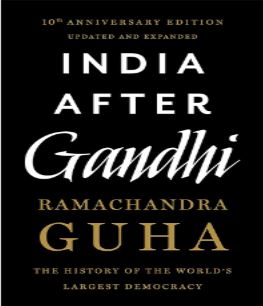 10th ANNIVERSARY EDITION
UPDATED AND EXPANDED
INDIA
AFTER
Gandhi
RAMACHANDRA
GUHA
THE HISTORY OF THE WORLD'S
LARGEST DEMOCRACY